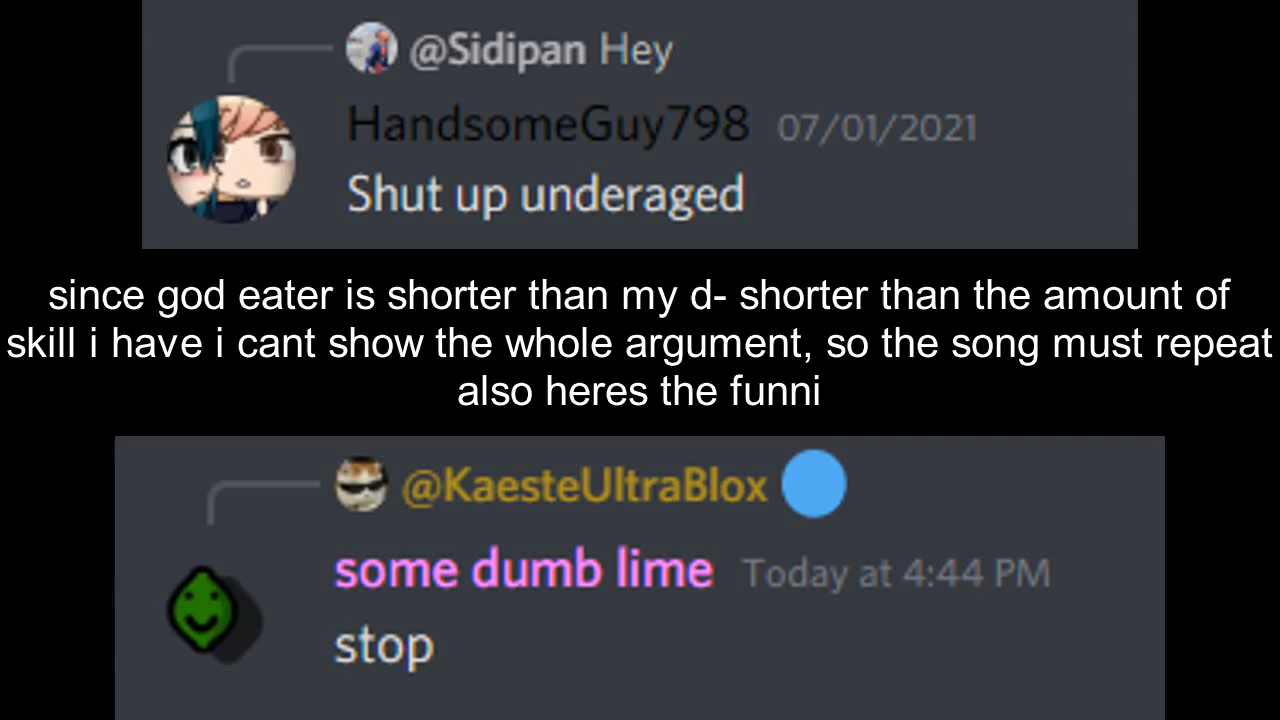 @Sidipan Hey
HandsomeGuy798 07/01/2021
Shut up underaged
since god eater is shorter than my d- shorter than the amount of
skill i have i cant show the whole argument, so the song must repeat
also heres the funni
@KaesteUltraBlox
some dumb lime Today at 4:44 PM
stop